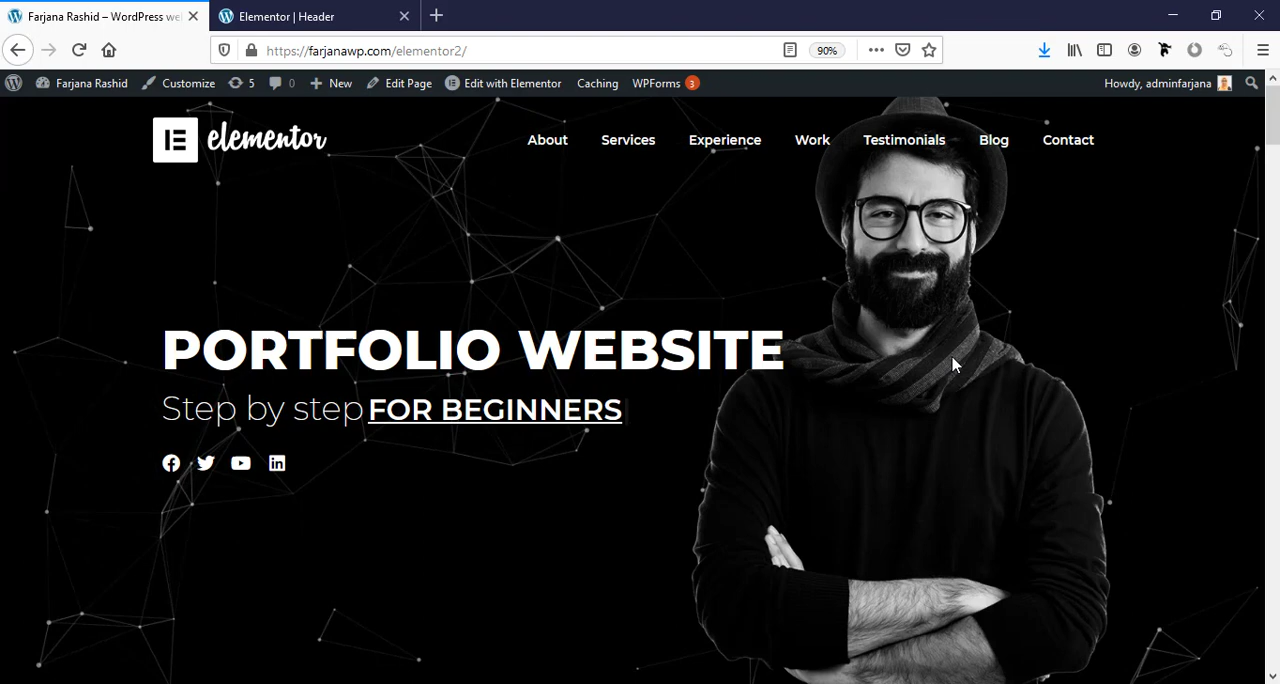 Farjana Rashid – WordPress we
Elementor | Header
https://farjanawp.com/elementor2/
90%
Farjana Rashid
Customize
5
0
New
Edit Page
Edit with Elementor
Caching
WPForms 3
Howdy, adminfarjana
elementor
About
Services
Experience
Work
Testimonials
Blog
Contact
PORTFOLIO WEBSITE
Step by step FOR BEGINNERS